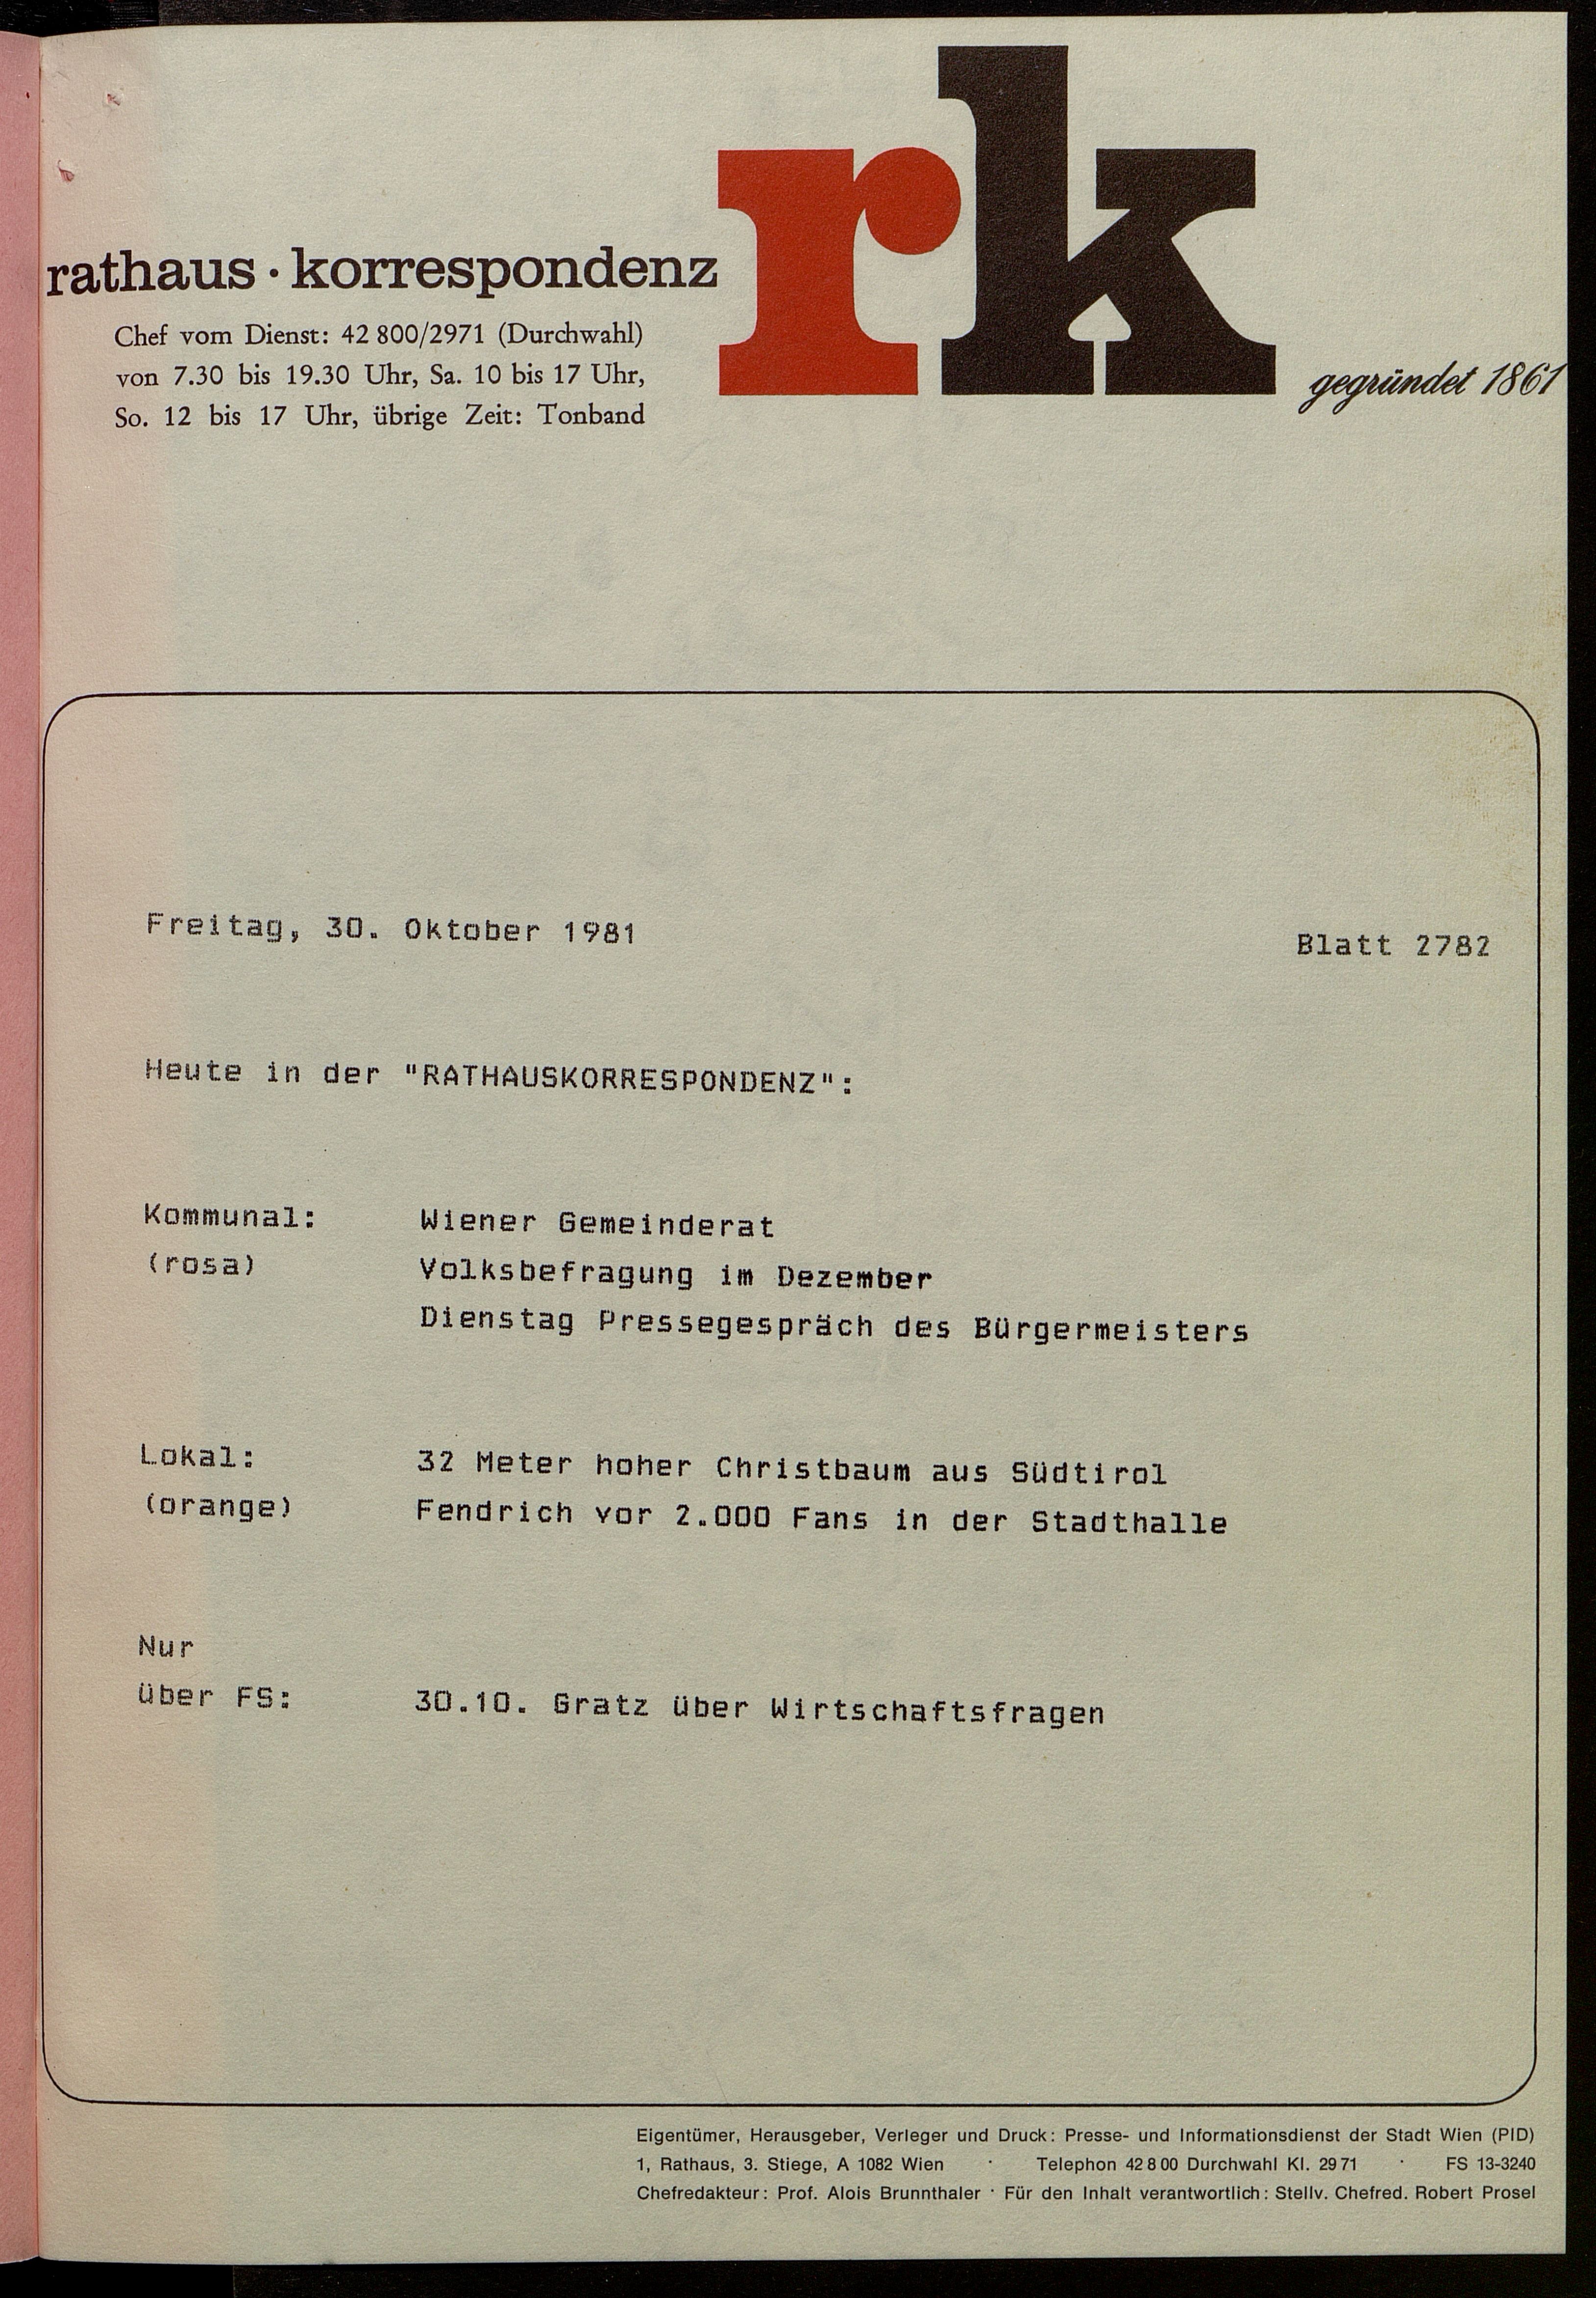 rk
rathaus · korrespondenz
Chef vom Dienst: 42 800/2971 (Durchwahl)
von 7.30 bis 19.30 Uhr, Sa. 10 bis 17 Uhr,
So. 12 bis 17 Uhr, übrige Zeit: Tonband
gegründet 1861
Freitag, 30. Oktober 1981
Blatt 2782
Heute in der "RATHAUSKORRESPONDENZ":
Kommunal: Wiener Gemeinderat
(rosa) Volksbefragung im Dezember
Dienstag Pressegespräch des Bürgermeisters
Lokal: 32 Meter hoher Christbaum aus Südtirol
(orange) Fendrich vor 2.000 Fans in der Stadthalle
Nur
über FS: 30.10. Gratz über Wirtschaftsfragen
Eigentümer, Herausgeber, Verleger und Druck: Presse- und Informationsdienst der Stadt Wien (PID)
1, Rathaus, 3. Stiege, A 1082 Wien · Telephon 42 8 00 Durchwahl Kl. 29 71 · FS 13-3240
Chefredakteur: Prof. Alois Brunnthaler · Für den Inhalt verantwortlich: Stellv. Chefred. Robert Prosel